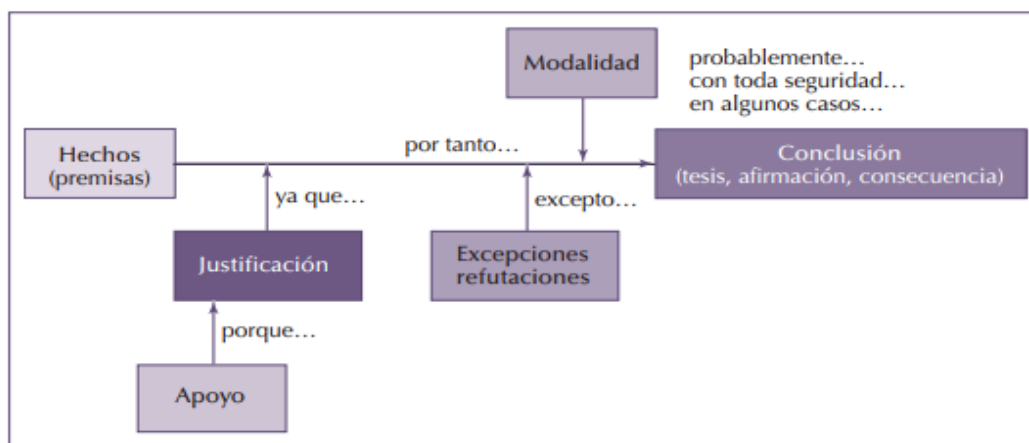 Modalidad
probablemente…
con toda seguridad…
en algunos casos…
Hechos
(premisas)
por tanto…
Conclusión
(tesis, afirmación, consecuencia)
ya que…
excepto…
Justificación
Excepciones
refutaciones
porque…
Apoyo